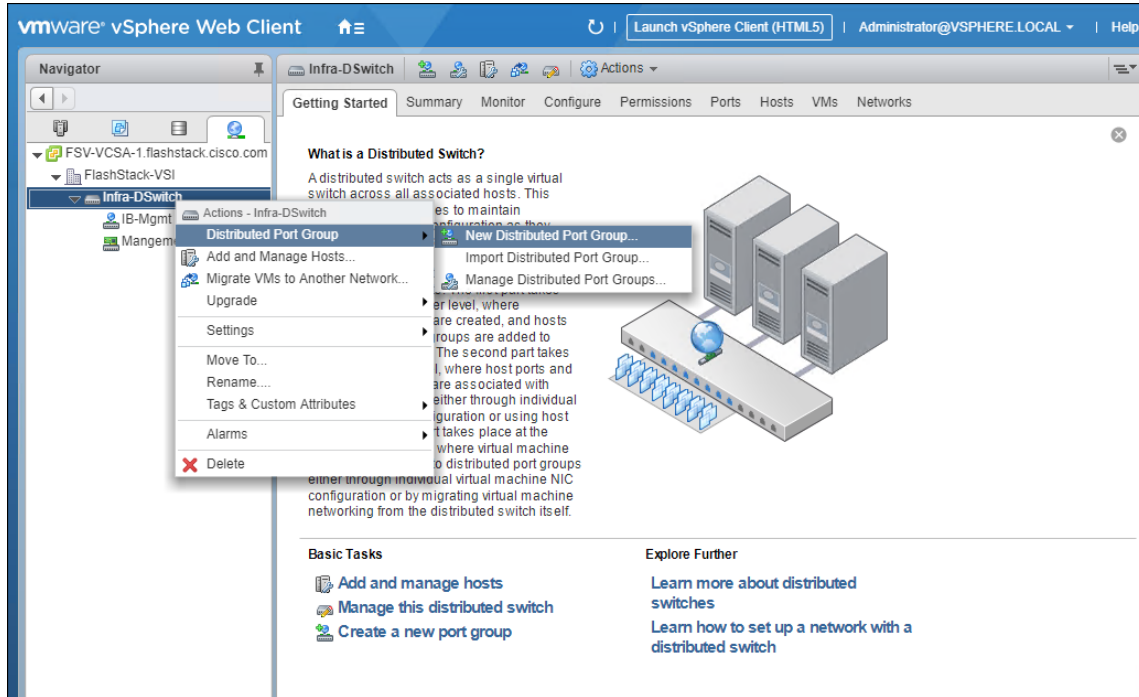 vmware® vSphere Web Client
Launch vSphere Client (HTML5)
Administrator@VSPHERE.LOCAL
Help
Navigator
FSV-VCSA-1.flashstack.cisco.com
FlashStack-VSI
Infra-DSwitch
IB-Mgmt
Mangem
Infra-DSwitch
Actions
Getting Started Summary Monitor Configure Permissions Ports Hosts VMs Networks
What is a Distributed Switch?
A distributed switch acts as a single virtual
switch across all associated hosts. This
es to maintain
Actions - Infra-DSwitch
Distributed Port Group
Add and Manage Hosts...
Migrate VMs to Another Network...
Upgrade
Settings
Move To...
Rename....
Tags & Custom Attributes
Alarms
Delete
New Distributed Port Group...
Import Distributed Port Group...
Manage Distributed Port Groups...
er level, where
are created, and hosts
roups are added to
The second part takes
l, where host ports and
are associated with
either through individual
iguration or using host
t takes place at the
where virtual machine
o distributed port groups
either through individual virtual machine NIC
configuration or by migrating virtual machine
networking from the distributed switch itself.
Basic Tasks
Add and manage hosts
Manage this distributed switch
Create a new port group
Explore Further
Learn more about distributed
switches
Learn how to set up a network with a
distributed switch